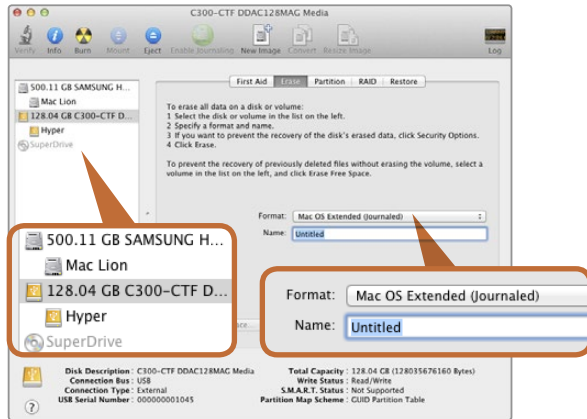 C300-CTF DDAC128MAG Media
Verify Info Burn Mount Eject Enable Journaling New Image Convert Resize Image Log
First Aid Erase Partition RAID Restore
500.11 GB SAMSUNG H...
Mac Lion
128.04 GB C300-CTF D...
Hyper
SuperDrive
To erase all data on a disk or volume:
1 Select the disk or volume in the list on the left.
2 Specify a format and name.
3 If you want to prevent the recovery of the disk's erased data, click Security Options.
4 Click Erase.
To prevent the recovery of previously deleted files without erasing the volume, select a
volume in the list on the left, and click Erase Free Space.
Format: Mac OS Extended (Journaled)
Name: Untitled
500.11 GB SAMSUNG H...
Mac Lion
128.04 GB C300-CTF D...
Hyper
SuperDrive
Format: Mac OS Extended (Journaled)
Name: Untitled
Disk Description : C300-CTF DDAC128MAG Media
Connection Bus : USB
Connection Type : External
USB Serial Number : 000000001045
Total Capacity : 128.04 GB (128035676160 Bytes)
Write Status : Read/Write
S.M.A.R.T. Status : Not Supported
Partition Map Scheme : GUID Partition Table